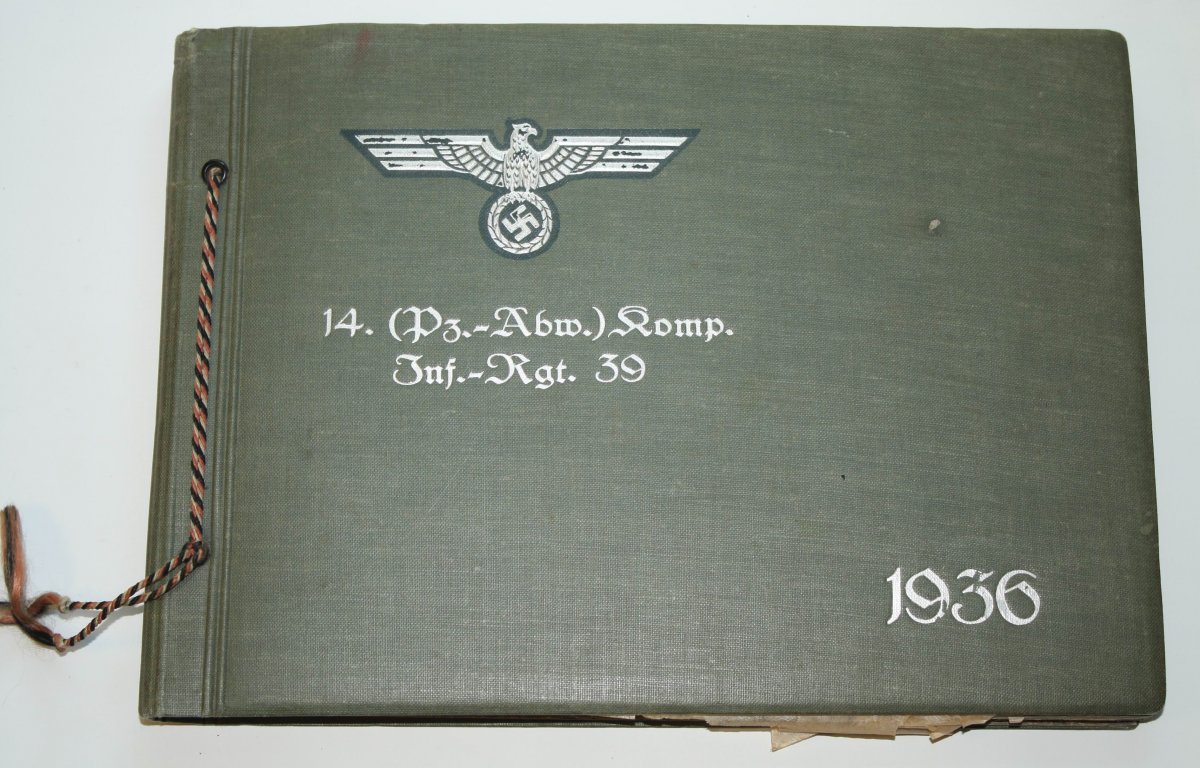 14. (Pz.-Abw.) Komp.
Inf.-Rgt. 39
1936